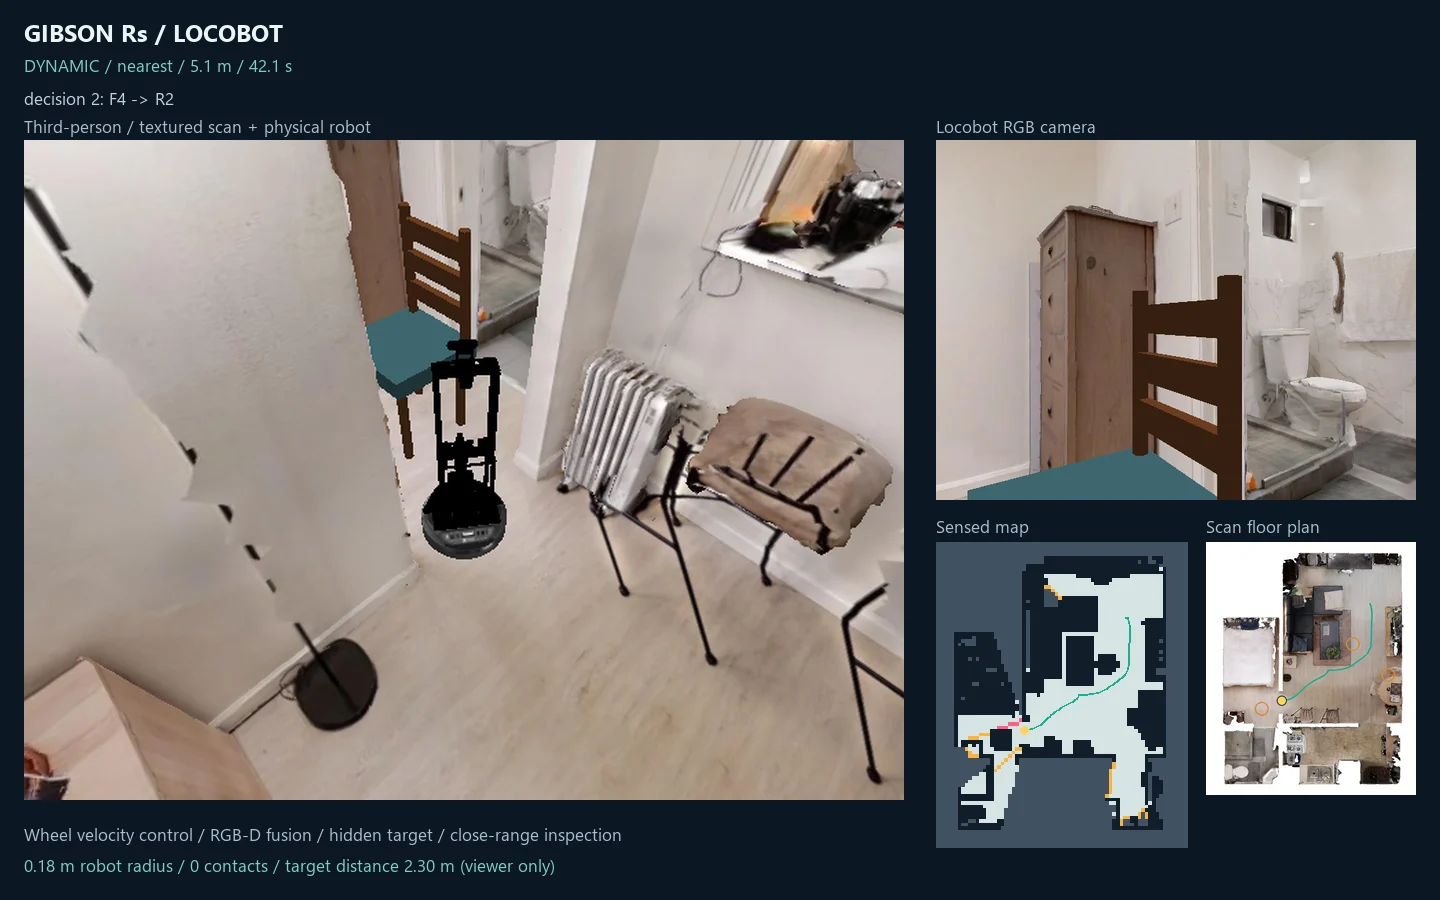 GIBSON Rs / LOCOBOT
DYNAMIC / nearest / 5.1 m / 42.1 s
decision 2: F4 -> R2
Third-person / textured scan + physical robot
Locobot RGB camera
Sensed map
Scan floor plan
Wheel velocity control / RGB-D fusion / hidden target / close-range inspection
0.18 m robot radius / 0 contacts / target distance 2.30 m (viewer only)